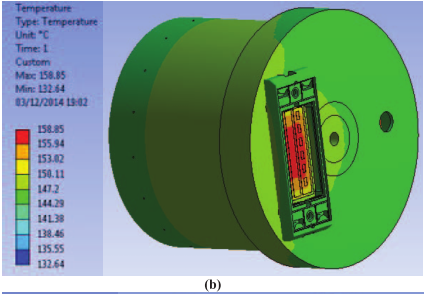 Temperature
Type: Temperature
Unit: °C
Time: 1
Custom
Max: 158.85
Min: 132.64
03/12/2014 19:02
158.85
155.94
153.02
150.11
147.2
144.29
141.38
138.46
135.55
132.64
(b)